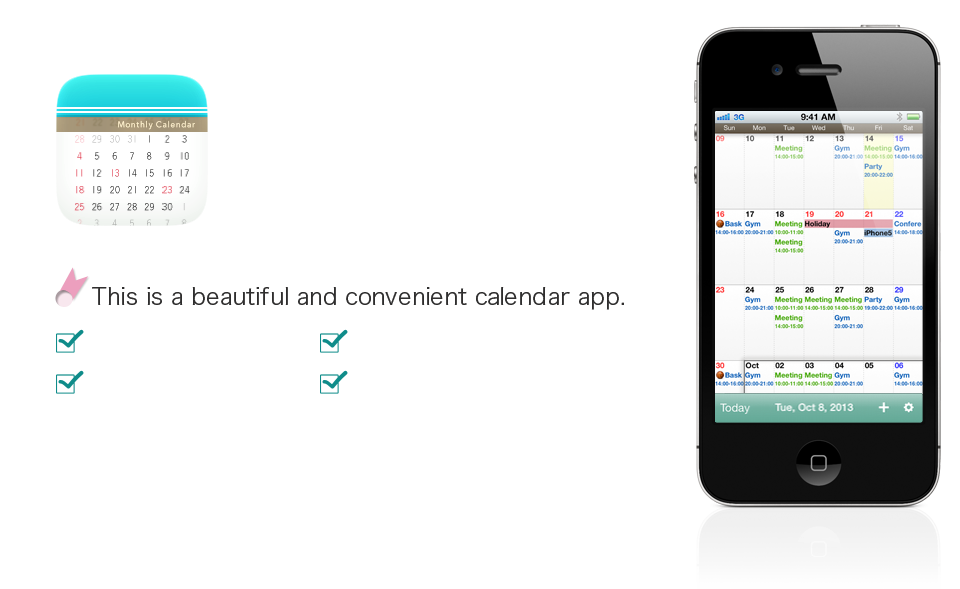 Monthly Calendar
28 29 30 31 1 2 3
4 5 6 7 8 9 10
11 12 13 14 15 16 17
18 19 20 21 22 23 24
25 26 27 28 29 30 1
2 3 4 5 6 7 8
This is a beautiful and convenient calendar app.
3G 9:41 AM
Sun Mon Tue Wed Thu Fri Sat
09 10 11 12 13 14 15
Meeting Gym Meeting Gym
14:00-15:00 20:00-21:00 14:00-15:00 14:00-16:00
Party
20:00-22:00
16 17 18 19 20 21 22
Bask Gym Meeting Holiday Confere
14:00-16:00 20:00-21:00 10:00-11:00 Gym iPhone5 14:00-18:00
Meeting 20:00-21:00
14:00-15:00
23 24 25 26 27 28 29
Gym Meeting Meeting Meeting Party Gym
20:00-21:00 10:00-11:00 14:00-15:00 14:00-15:00 19:00-22:00 14:00-16:00
Meeting Gym
14:00-15:00 20:00-21:00
30 Oct 02 03 04 05 06
Bask Gym Meeting Meeting Gym Gym
14:00-16:00 20:00-21:00 10:00-11:00 14:00-15:00 20:00-21:00 14:00-16:00
Today Tue, Oct 8, 2013